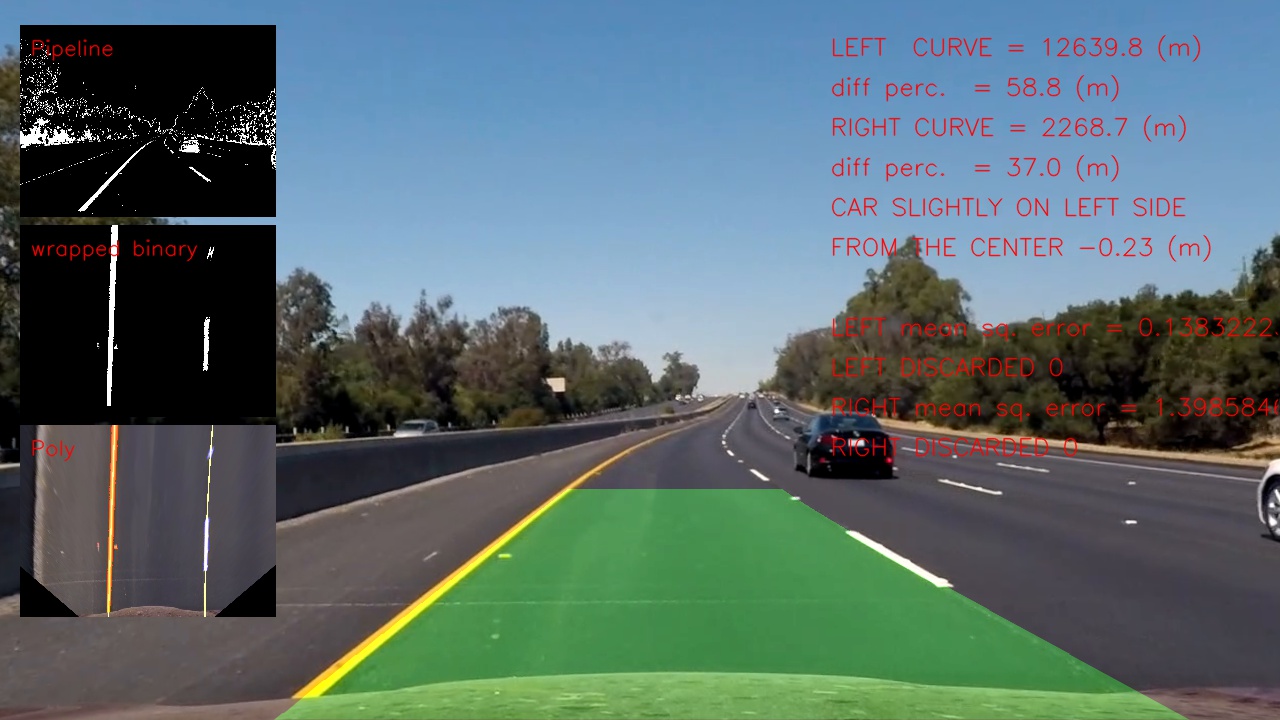 Pipeline
wrapped binary
Poly
LEFT CURVE = 12639.8 (m)
diff perc. = 58.8 (m)
RIGHT CURVE = 2268.7 (m)
diff perc. = 37.0 (m)
CAR SLIGHTLY ON LEFT SIDE
FROM THE CENTER -0.23 (m)
LEFT mean sq. error = 0.1383222
LEFT DISCARDED 0
RIGHT mean sq. error = 1.3985846
RIGHT DISCARDED 0